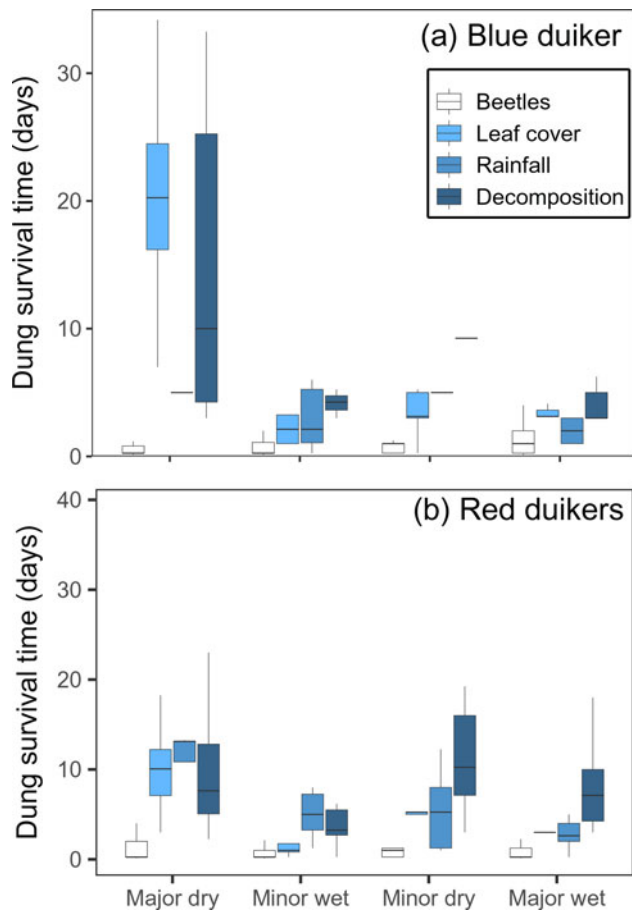 (a) Blue duiker
Beetles
Leaf cover
Rainfall
Decomposition
Dung survival time (days)
30
20
10
0
(b) Red duikers
Dung survival time (days)
40
30
20
10
0
Major dry Minor wet Minor dry Major wet